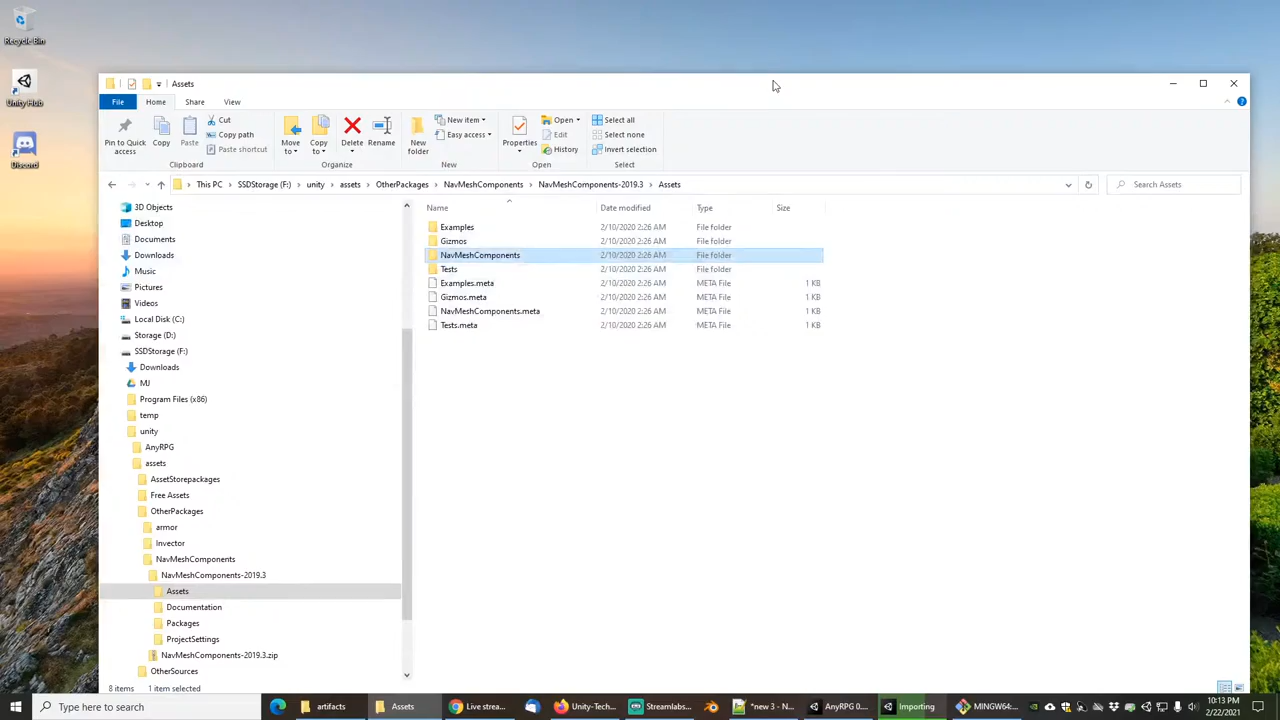 Recycle Bin
Unity Hub
Discord
Assets
File
Home
Share
View
Pin to Quick access
Copy
Paste
Cut
Copy path
Paste shortcut
Clipboard
Move to
Copy to
Delete
Rename
Organize
New folder
New item
Easy access
New
Properties
Open
Edit
History
Open
Select all
Select none
Invert selection
Select
This PC > SSDStorage (F:) > unity > assets > OtherPackages > NavMeshComponents > NavMeshComponents-2019.3 > Assets
Search Assets
Name Date modified Type Size
Examples 2/10/2020 2:26 AM File folder
Gizmos 2/10/2020 2:26 AM File folder
NavMeshComponents 2/10/2020 2:26 AM File folder
Tests 2/10/2020 2:26 AM File folder
Examples.meta 2/10/2020 2:26 AM META File 1 KB
Gizmos.meta 2/10/2020 2:26 AM META File 1 KB
NavMeshComponents.meta 2/10/2020 2:26 AM META File 1 KB
Tests.meta 2/10/2020 2:26 AM META File 1 KB
3D Objects
Desktop
Documents
Downloads
Music
Pictures
Videos
Local Disk (C:)
Storage (D:)
SSDStorage (F:)
Downloads
MJ
Program Files (x86)
temp
unity
AnyRPG
assets
AssetStorepackages
Free Assets
OtherPackages
armor
Invector
NavMeshComponents
NavMeshComponents-2019.3
Assets
Documentation
Packages
ProjectSettings
NavMeshComponents-2019.3.zip
OtherSources
8 items 1 item selected
Type here to search
artifacts
Assets
Live stream...
Unity-Tech...
Streamlabs...
*new 3 - N...
AnyRPG 0....
Importing
MINGW64:...
10:13 PM
2/22/2021